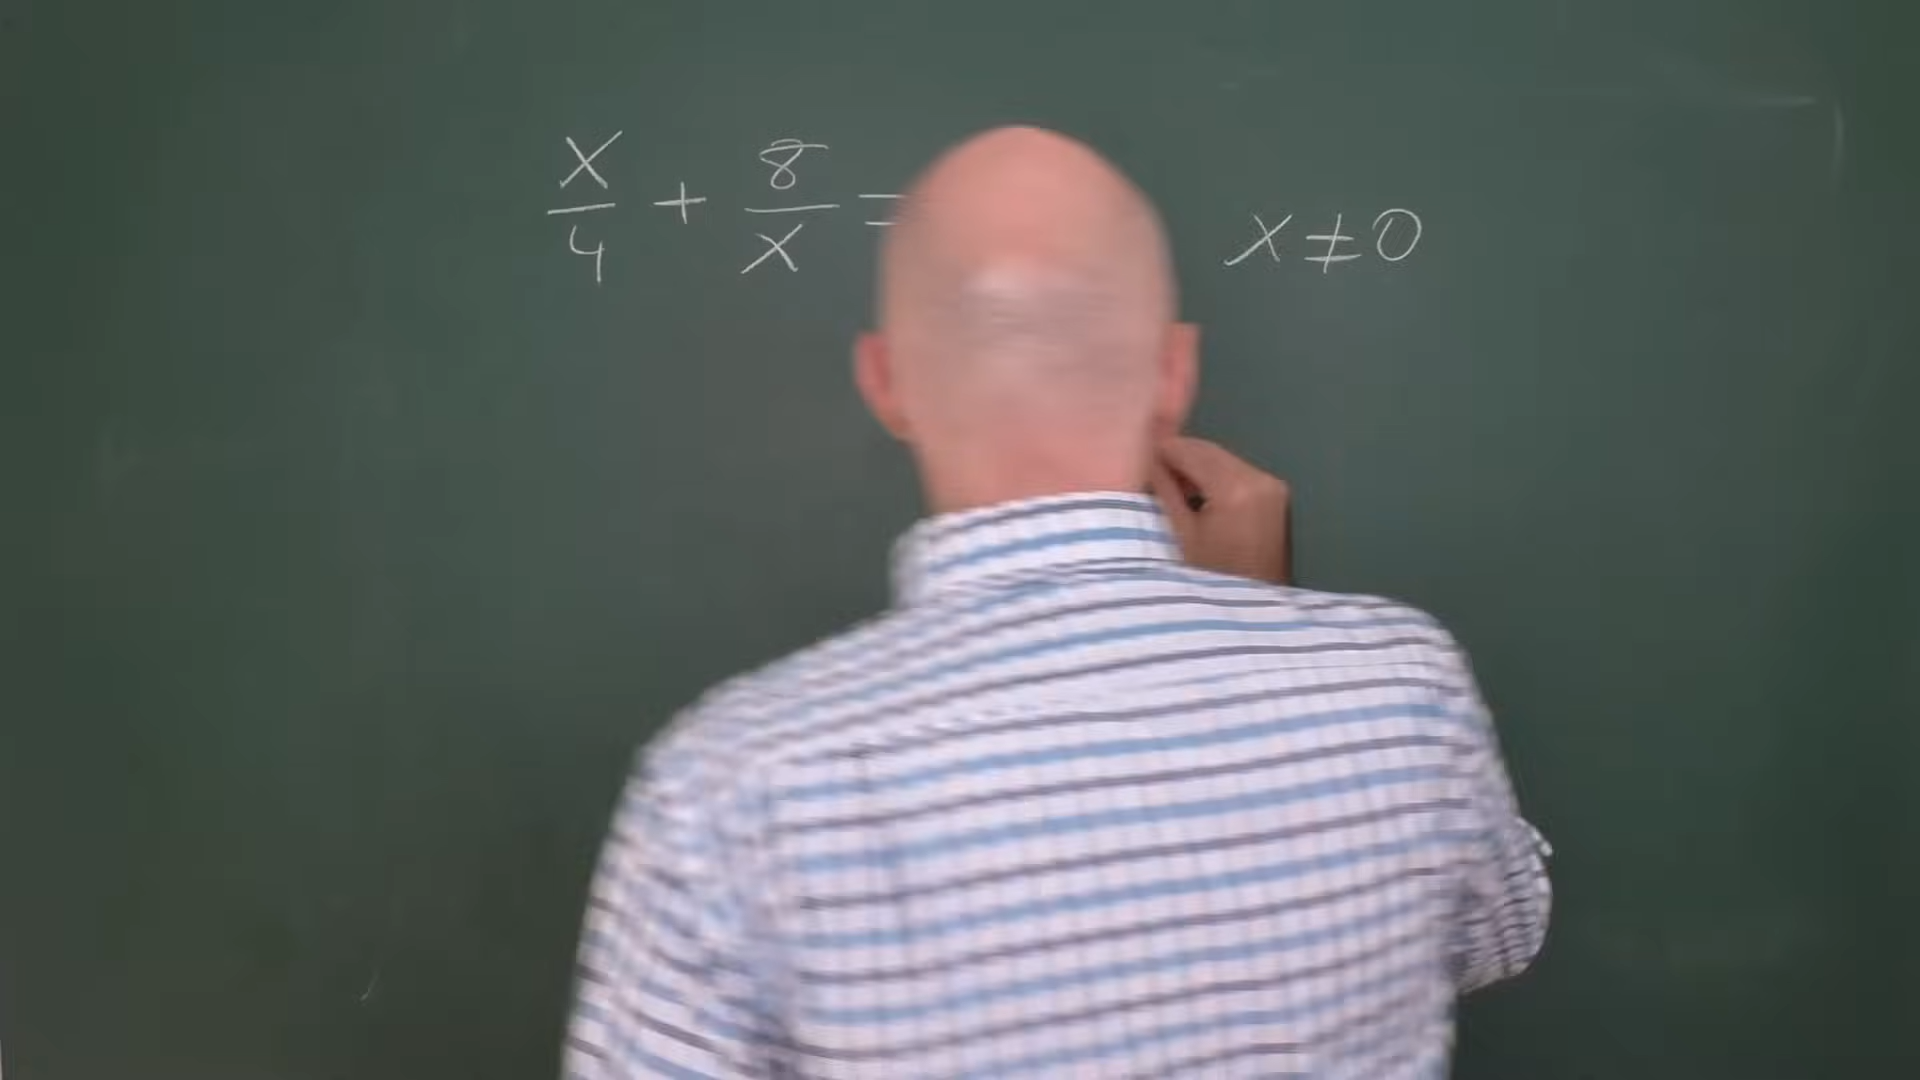 x/4 + 8/x = x ≠ 0